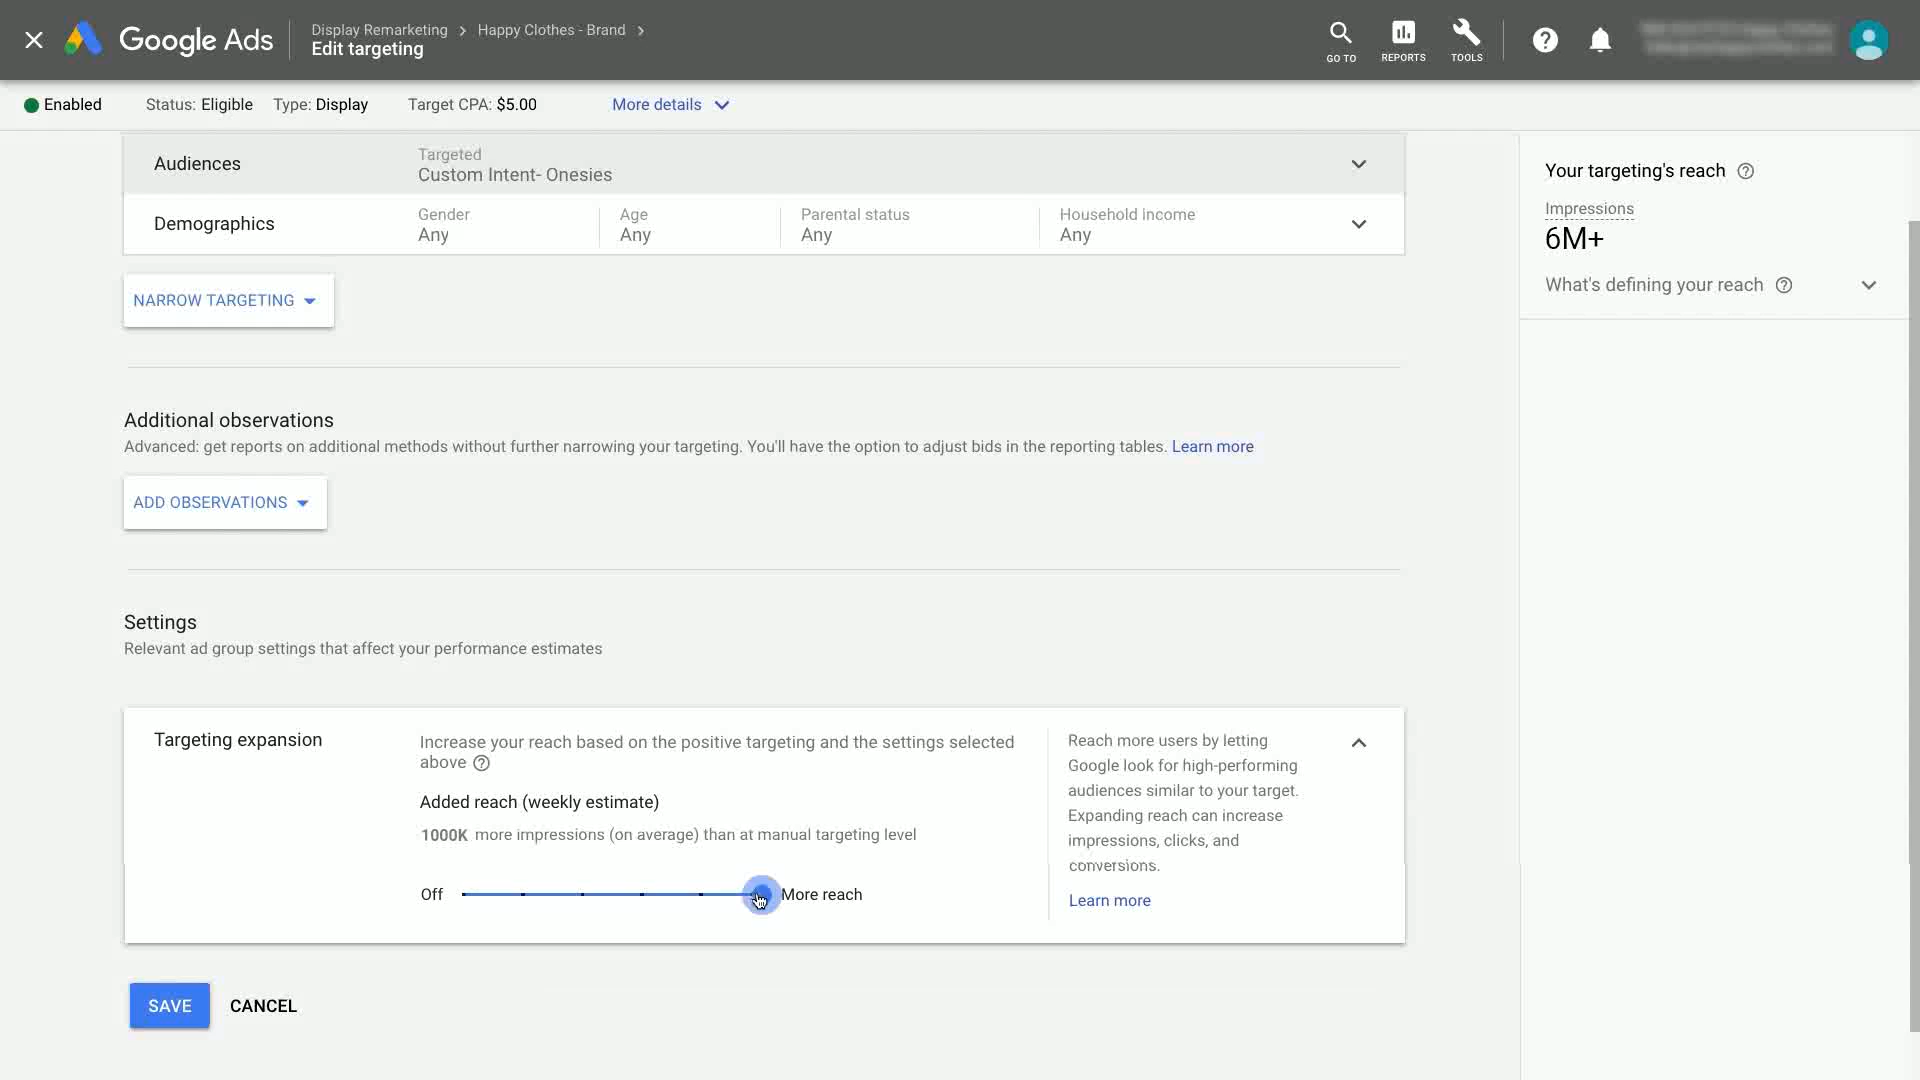 Google Ads
Display Remarketing > Happy Clothes - Brand >
Edit targeting
GO TO
REPORTS
TOOLS
Enabled
Status: Eligible
Type: Display
Target CPA: $5.00
More details
Audiences
Targeted
Custom Intent- Onesies
Demographics
Gender
Any
Age
Any
Parental status
Any
Household income
Any
NARROW TARGETING
Your targeting's reach
Impressions
6M+
What's defining your reach
Additional observations
Advanced: get reports on additional methods without further narrowing your targeting. You'll have the option to adjust bids in the reporting tables. Learn more
ADD OBSERVATIONS
Settings
Relevant ad group settings that affect your performance estimates
Targeting expansion
Increase your reach based on the positive targeting and the settings selected
above
Added reach (weekly estimate)
1000K more impressions (on average) than at manual targeting level
Off
More reach
Reach more users by letting
Google look for high-performing
audiences similar to your target.
Expanding reach can increase
impressions, clicks, and
conversions.
Learn more
SAVE
CANCEL